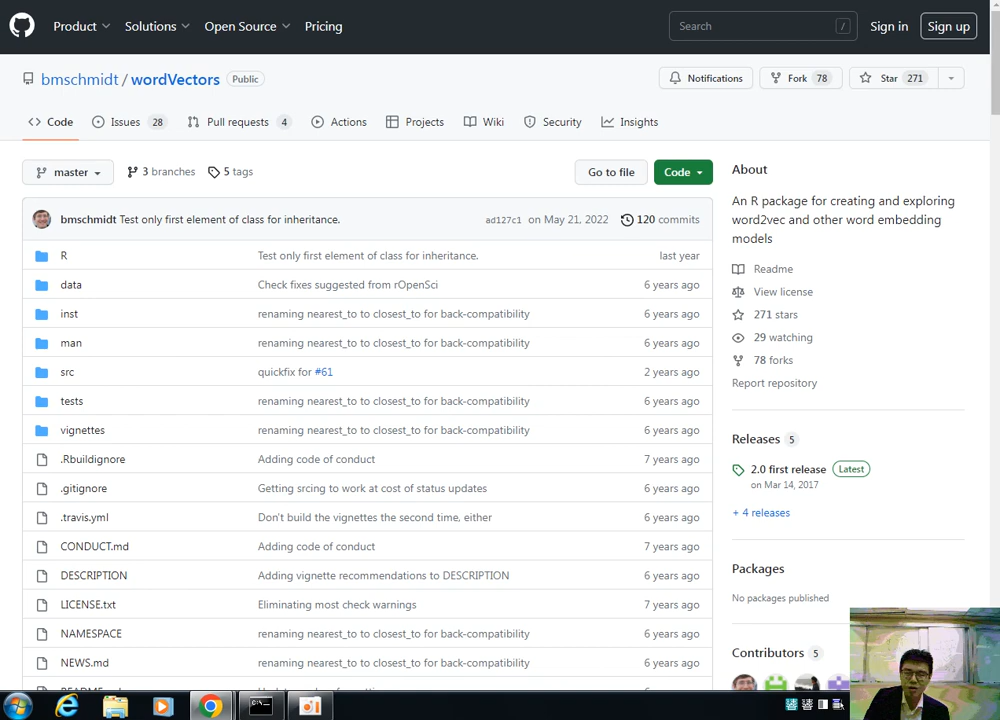 Product Solutions Open Source Pricing Search / Sign in Sign up
bmschmidt / wordVectors Public Notifications Fork 78 Star 271
Code Issues 28 Pull requests 4 Actions Projects Wiki Security Insights
master 3 branches 5 tags Go to file Code
bmschmidt Test only first element of class for inheritance. ad127c1 on May 21, 2022 120 commits
R Test only first element of class for inheritance. last year
data Check fixes suggested from rOpenSci 6 years ago
inst renaming nearest_to to closest_to for back-compatibility 6 years ago
man renaming nearest_to to closest_to for back-compatibility 6 years ago
src quickfix for #61 2 years ago
tests renaming nearest_to to closest_to for back-compatibility 6 years ago
vignettes renaming nearest_to to closest_to for back-compatibility 6 years ago
.Rbuildignore Adding code of conduct 7 years ago
.gitignore Getting srcing to work at cost of status updates 6 years ago
.travis.yml Don't build the vignettes the second time, either 6 years ago
CONDUCT.md Adding code of conduct 7 years ago
DESCRIPTION Adding vignette recommendations to DESCRIPTION 6 years ago
LICENSE.txt Eliminating most check warnings 7 years ago
NAMESPACE renaming nearest_to to closest_to for back-compatibility 6 years ago
NEWS.md renaming nearest_to to closest_to for back-compatibility 6 years ago
About
An R package for creating and exploring
word2vec and other word embedding
models
Readme
View license
271 stars
29 watching
78 forks
Report repository
Releases 5
2.0 first release Latest
on Mar 14, 2017
+ 4 releases
Packages
No packages published
Contributors 5